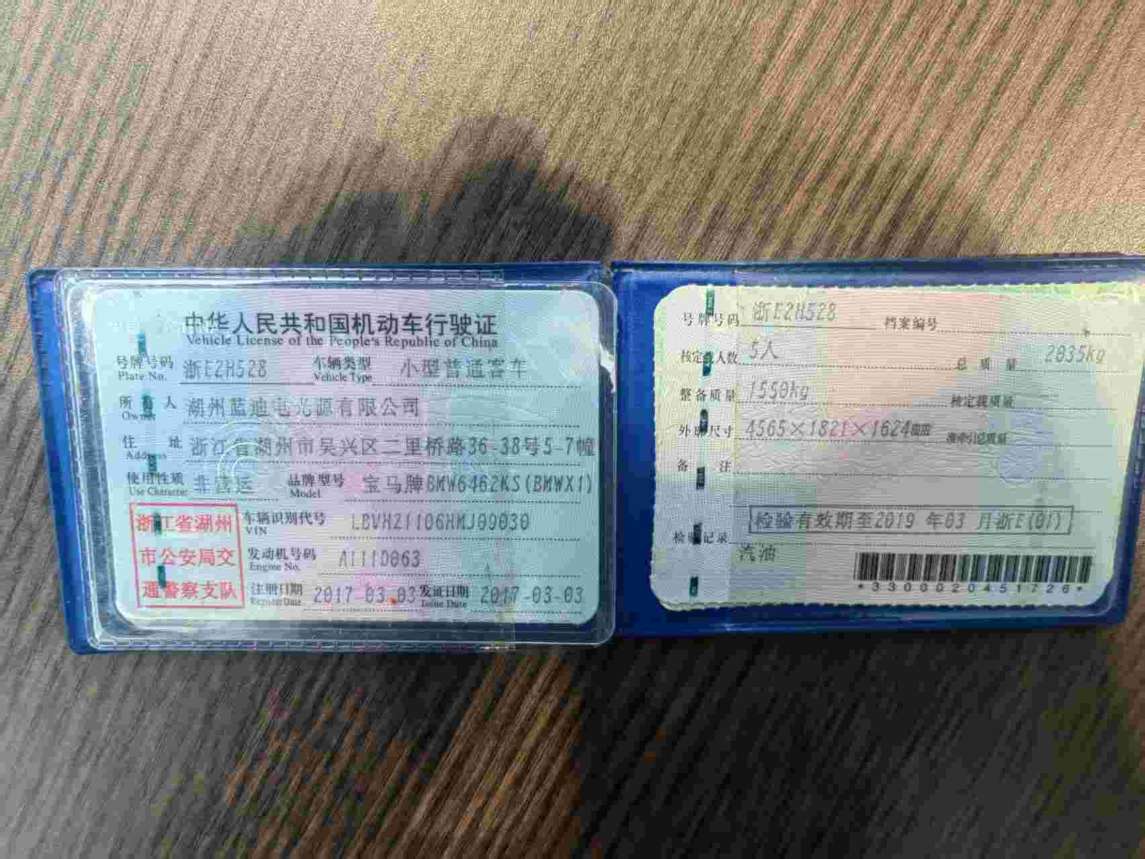 中华人民共和国机动车行驶证
Vehicle License of the People's Republic of China
号牌号码 浙E2H528 车辆类型 小型普通客车
Plate No. Vehicle Type
所有人 湖州蓝迪电光源有限公司
Owner
住址 浙江省湖州市吴兴区二里桥路36-38号5-7幢
Address
使用性质 非营运 品牌型号 宝马牌BMW6462KS(BMWX1)
Use Character Model
浙江省湖州
市公安局交
通警察支队
车辆识别代号 LBVH21106HMJ09030
VIN
发动机号码 A111D063
Engine No.
注册日期 2017-03-03 发证日期 2017-03-03
Register Date Issue Date
号牌号码 浙E2H528 档案编号
核定载人数 5人 总质量 2035kg
整备质量 1550kg 核定载质量
外廓尺寸 4565×1821×1624mm 准牵引总质量
备注
检验有效期至2019 年03 月浙E(01)
检验记录
汽油
*3300020451726*